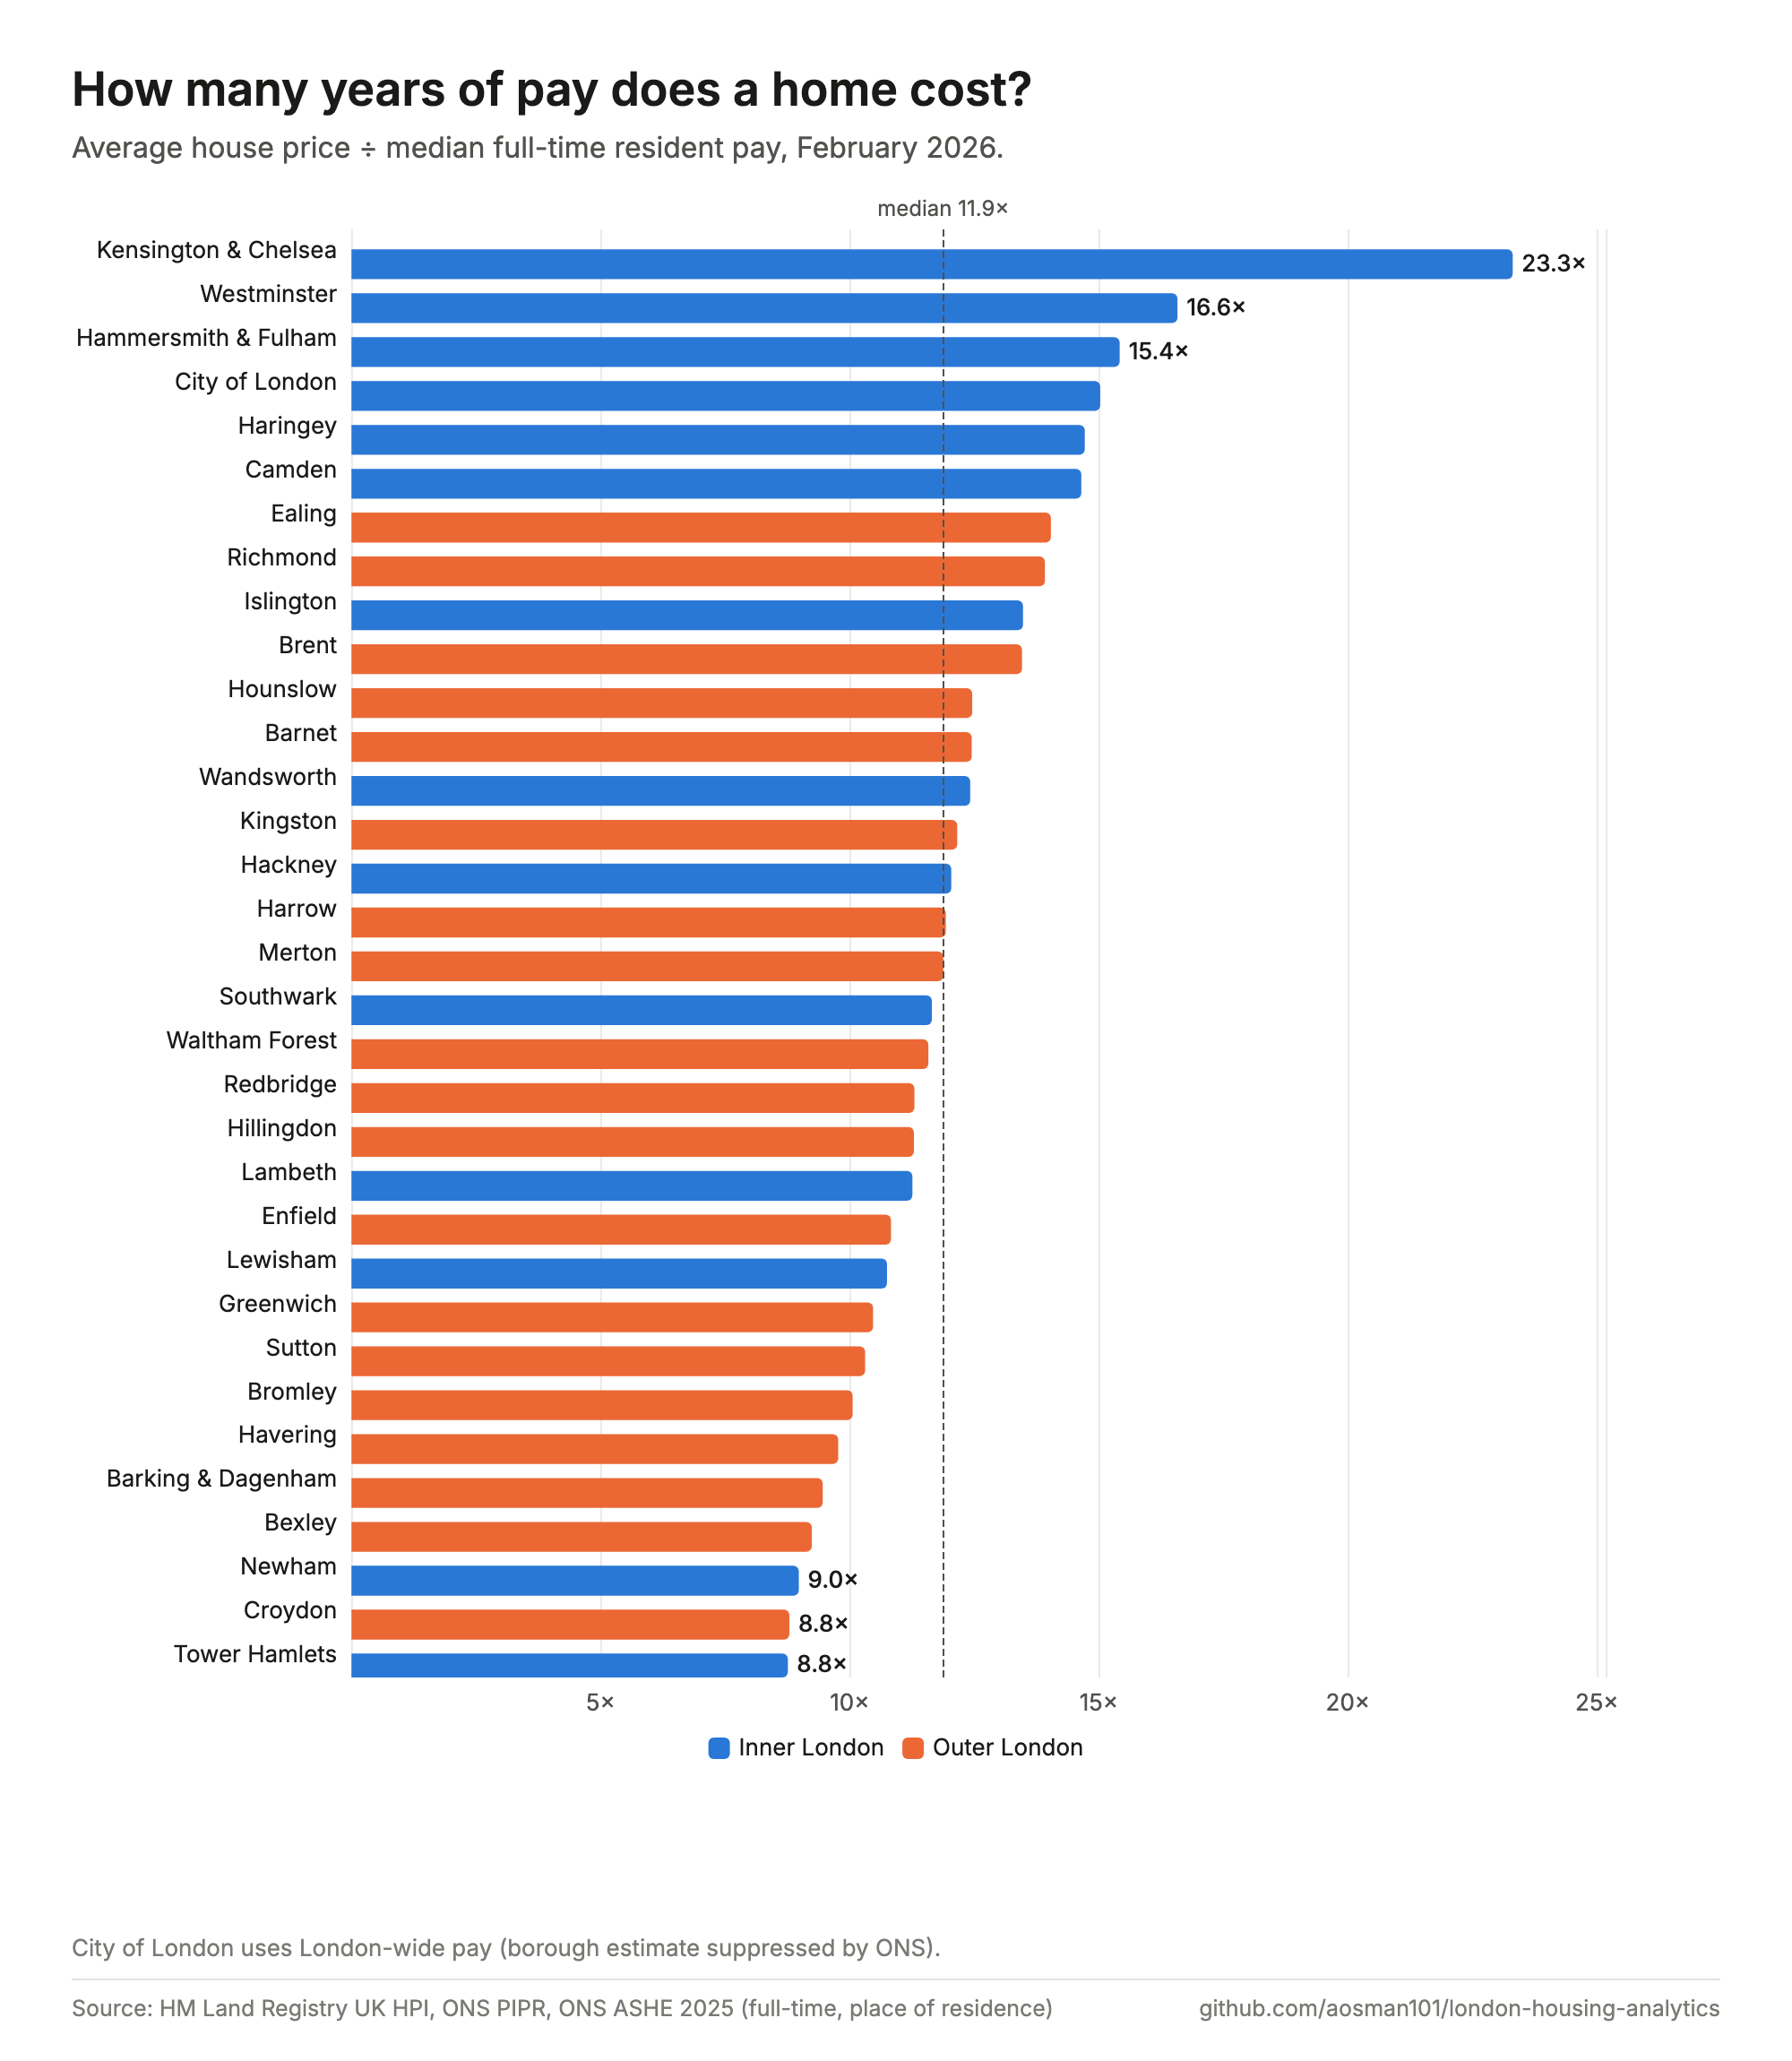 How many years of pay does a home cost?
Average house price ÷ median full-time resident pay, February 2026.
median 11.9×
Kensington & Chelsea 23.3×
Westminster 16.6×
Hammersmith & Fulham 15.4×
City of London
Haringey
Camden
Ealing
Richmond
Islington
Brent
Hounslow
Barnet
Wandsworth
Kingston
Hackney
Harrow
Merton
Southwark
Waltham Forest
Redbridge
Hillingdon
Lambeth
Enfield
Lewisham
Greenwich
Sutton
Bromley
Havering
Barking & Dagenham
Bexley
Newham 9.0×
Croydon 8.8×
Tower Hamlets 8.8×
5× 10× 15× 20× 25×
Inner London Outer London
City of London uses London-wide pay (borough estimate suppressed by ONS).
Source: HM Land Registry UK HPI, ONS PIPR, ONS ASHE 2025 (full-time, place of residence) github.com/aosman101/london-housing-analytics